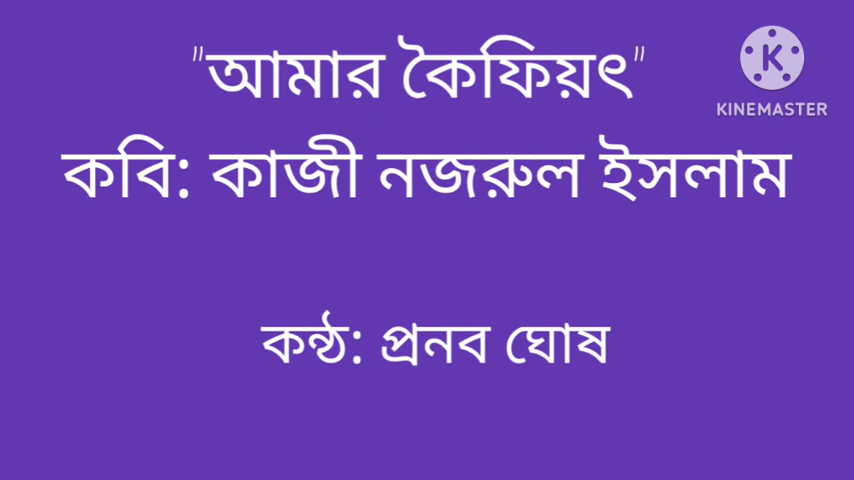 "আমার কৈফিয়ৎ"
KINEMASTER
কবি: কাজী নজরুল ইসলাম
কন্ঠ: প্রনব ঘোষ